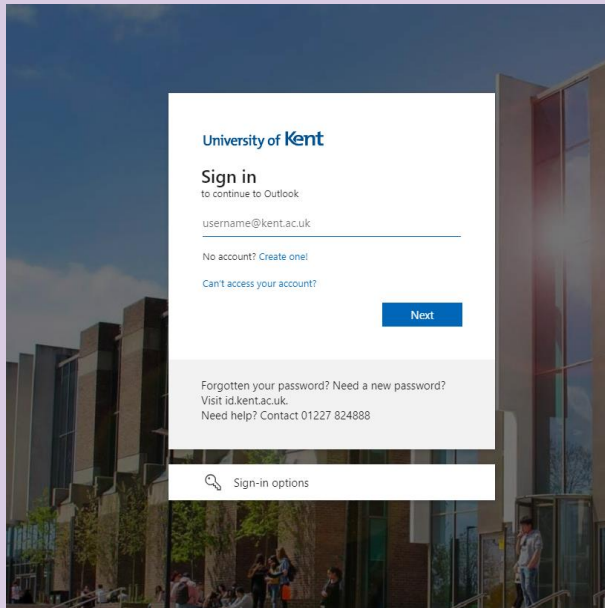 University of Kent
Sign in
to continue to Outlook
username@kent.ac.uk
No account? Create one!
Can't access your account?
Next
Forgotten your password? Need a new password?
Visit id.kent.ac.uk.
Need help? Contact 01227 824888
Sign-in options